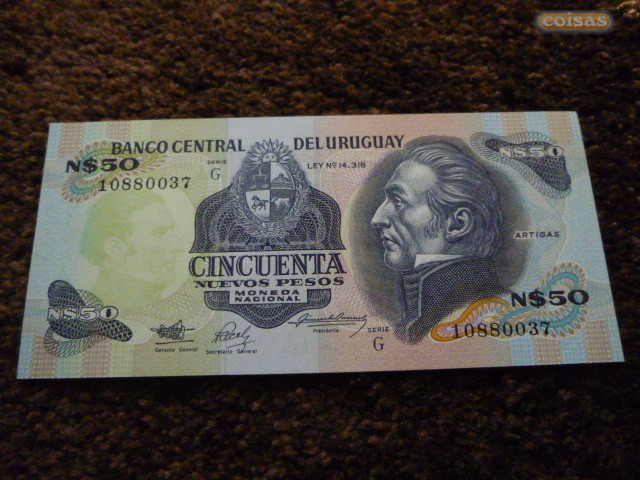 coisas
BANCO CENTRAL DEL URUGUAY
N$50
SERIE
G
LEY Nº 14.316
N$50
10880037
ARTIGAS
CINCUENTA
NUEVOS PESOS
MONEDA
NACIONAL
N$50
N$50
10880037
SERIE
G
Gerente General
Secretario General
Presidente